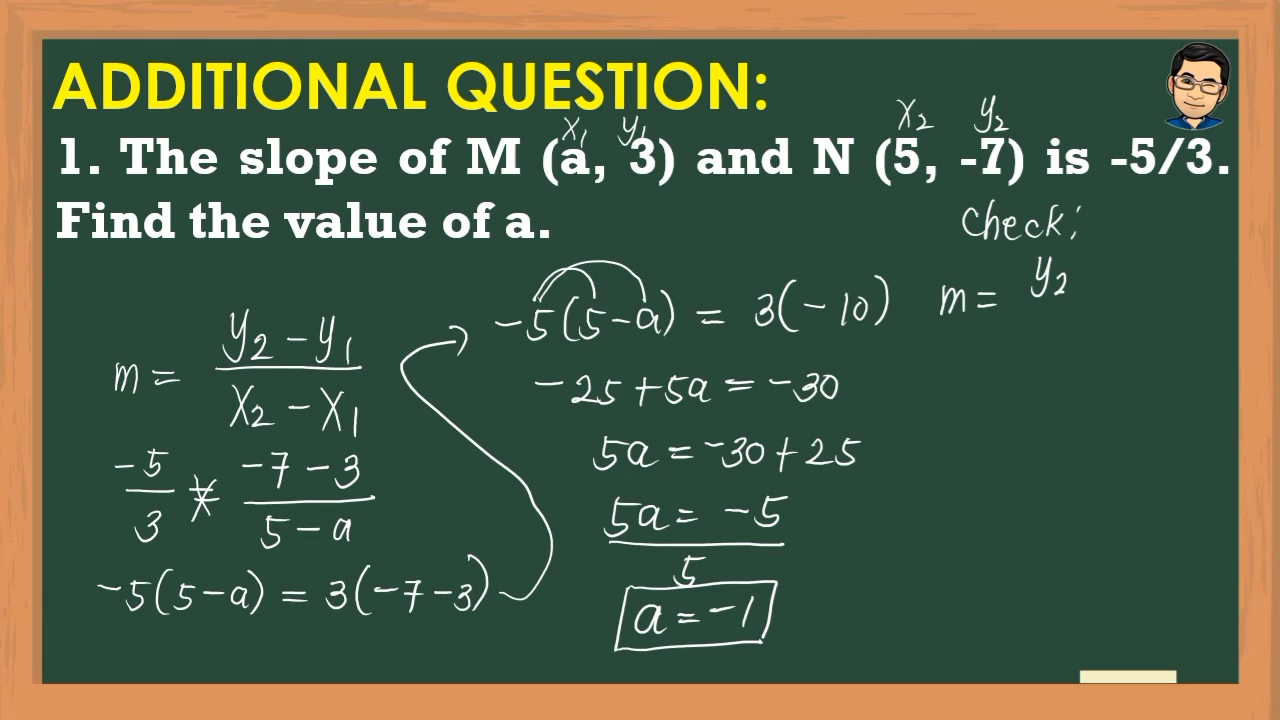 ADDITIONAL QUESTION:
x₁ y₁ x₂ y₂
1. The slope of M (a, 3) and N (5, -7) is -5/3.
Find the value of a.
m = y₂ - y₁
x₂ - x₁
-5 = -7 - 3
3 5 - a
-5(5-a) = 3(-7-3)
-5(5-a) = 3(-10)
-25 + 5a = -30
5a = -30 + 25
5a = -5
5
a = -1
check:
m = y₂